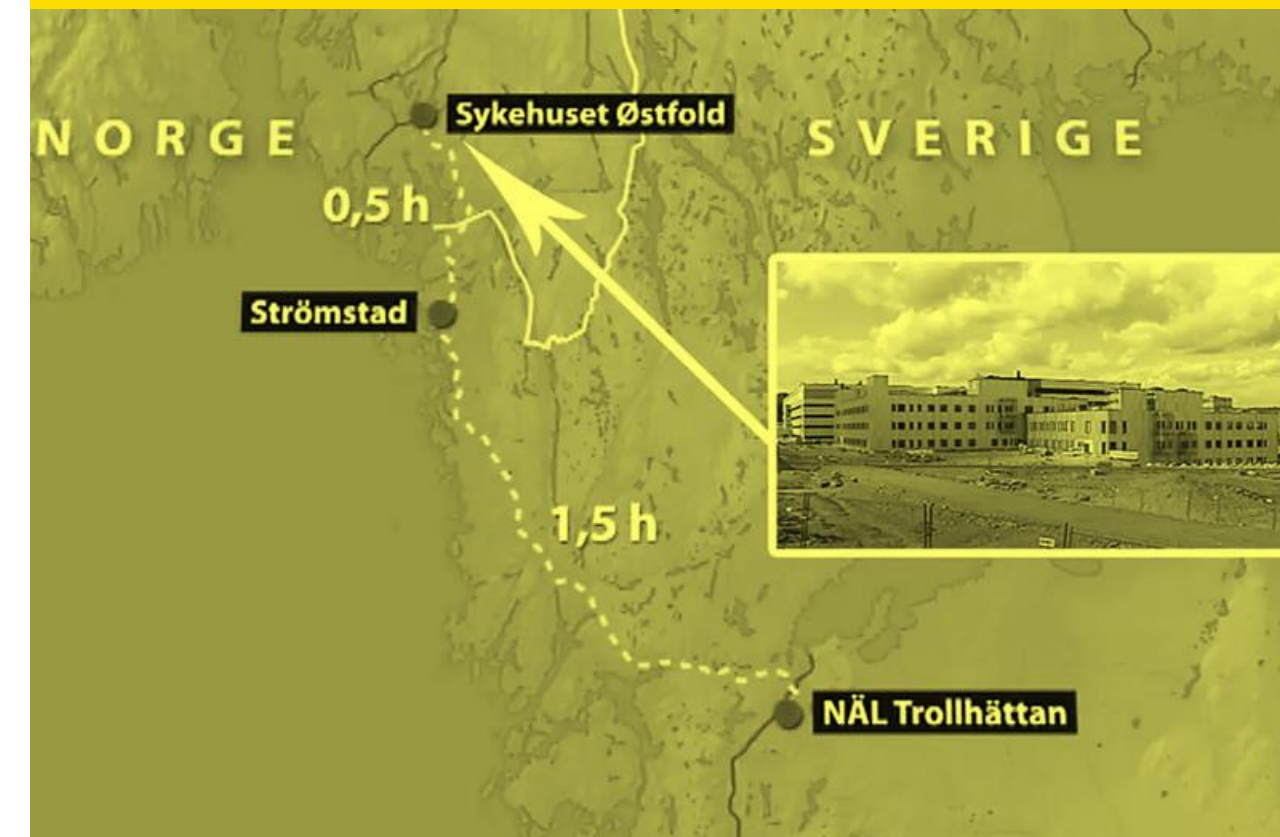 Sykehuset Østfold
NORGE
SVERIGE
0,5 h
Strömstad
1,5 h
NÄL Trollhättan